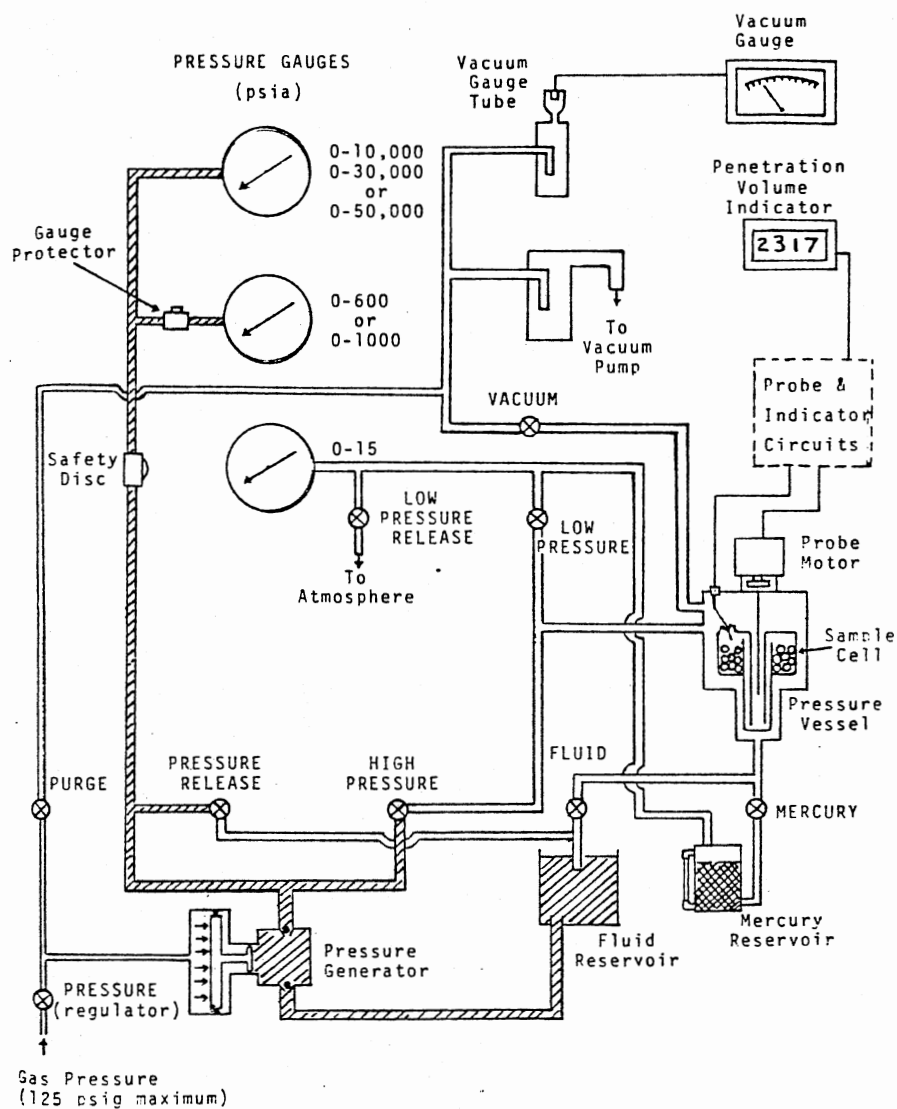 PRESSURE GAUGES
(psia)
Vacuum
Gauge
Tube
Vacuum
Gauge
0-10,000
0-30,000
or
0-50,000
Penetration
Volume
Indicator
2317
Gauge
Protector
0-600
or
0-1000
To
Vacuum
Pump
Probe &
Indicator
Circuits
VACUUM
Safety
Disc
0-15
LOW
PRESSURE
RELEASE
LOW
PRESSURE
To
Atmosphere
Probe
Motor
Sample
Cell
Pressure
Vessel
PURGE
PRESSURE
RELEASE
HIGH
PRESSURE
FLUID
MERCURY
Pressure
Generator
Fluid
Reservoir
Mercury
Reservoir
PRESSURE
(regulator)
Gas Pressure
(125 psig maximum)